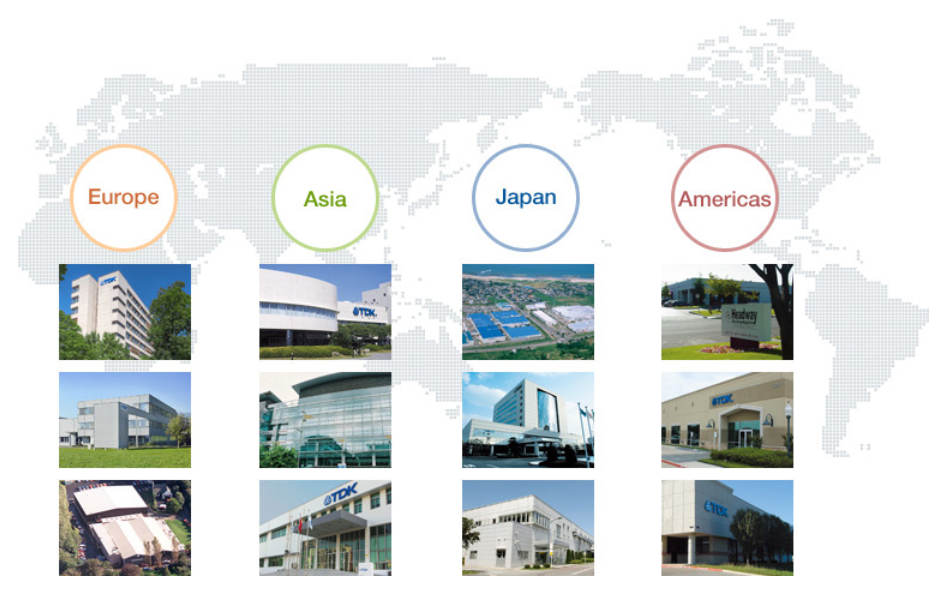 Europe
Asia
Japan
Americas
TDK
TDK
Headway
TDK
TDK
TDK